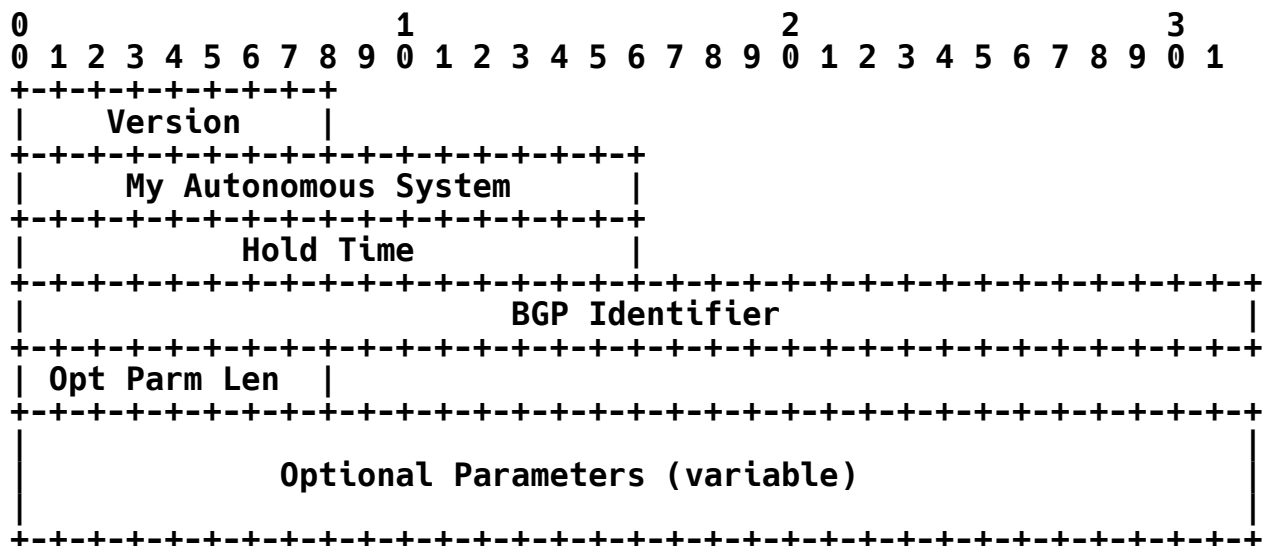 0                   1                   2                   3
0 1 2 3 4 5 6 7 8 9 0 1 2 3 4 5 6 7 8 9 0 1 2 3 4 5 6 7 8 9 0 1
+-+-+-+-+-+-+-+-+
|    Version    |
+-+-+-+-+-+-+-+-+-+-+-+-+-+-+-+-+
|     My Autonomous System      |
+-+-+-+-+-+-+-+-+-+-+-+-+-+-+-+-+
|           Hold Time           |
+-+-+-+-+-+-+-+-+-+-+-+-+-+-+-+-+-+-+-+-+-+-+-+-+-+-+-+-+-+-+-+-+
|                         BGP Identifier                        |
+-+-+-+-+-+-+-+-+-+-+-+-+-+-+-+-+-+-+-+-+-+-+-+-+-+-+-+-+-+-+-+-+
| Opt Parm Len  |
+-+-+-+-+-+-+-+-+-+-+-+-+-+-+-+-+-+-+-+-+-+-+-+-+-+-+-+-+-+-+-+-+
|                                                               |
|             Optional Parameters (variable)                    |
|                                                               |
+-+-+-+-+-+-+-+-+-+-+-+-+-+-+-+-+-+-+-+-+-+-+-+-+-+-+-+-+-+-+-+-+